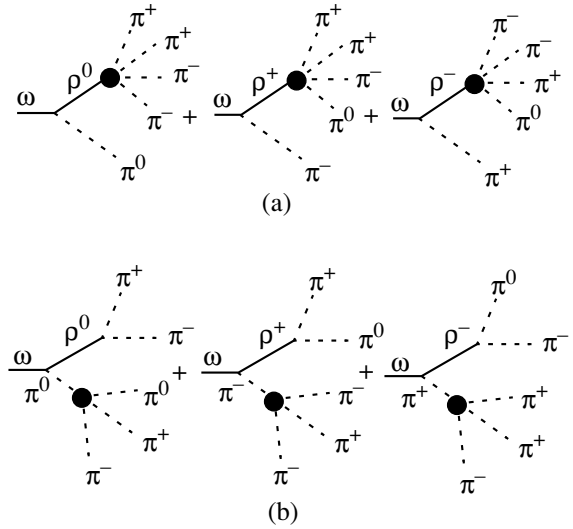 π⁺ π⁺ π⁻
π⁺ π⁺ π⁻
ρ⁰ π⁻ ρ⁺ π⁻ ρ⁻ π⁺
ω π⁻ + ω π⁰ + ω π⁰
π⁰ π⁻ π⁺
(a)
π⁺ π⁺ π⁰
ρ⁰ π⁻ ρ⁺ π⁰ ρ⁻ π⁻
ω + ω + ω
π⁰ π⁰ π⁻ π⁻ π⁺ π⁺
π⁺ π⁺ π⁺
π⁻ π⁻ π⁻
(b)